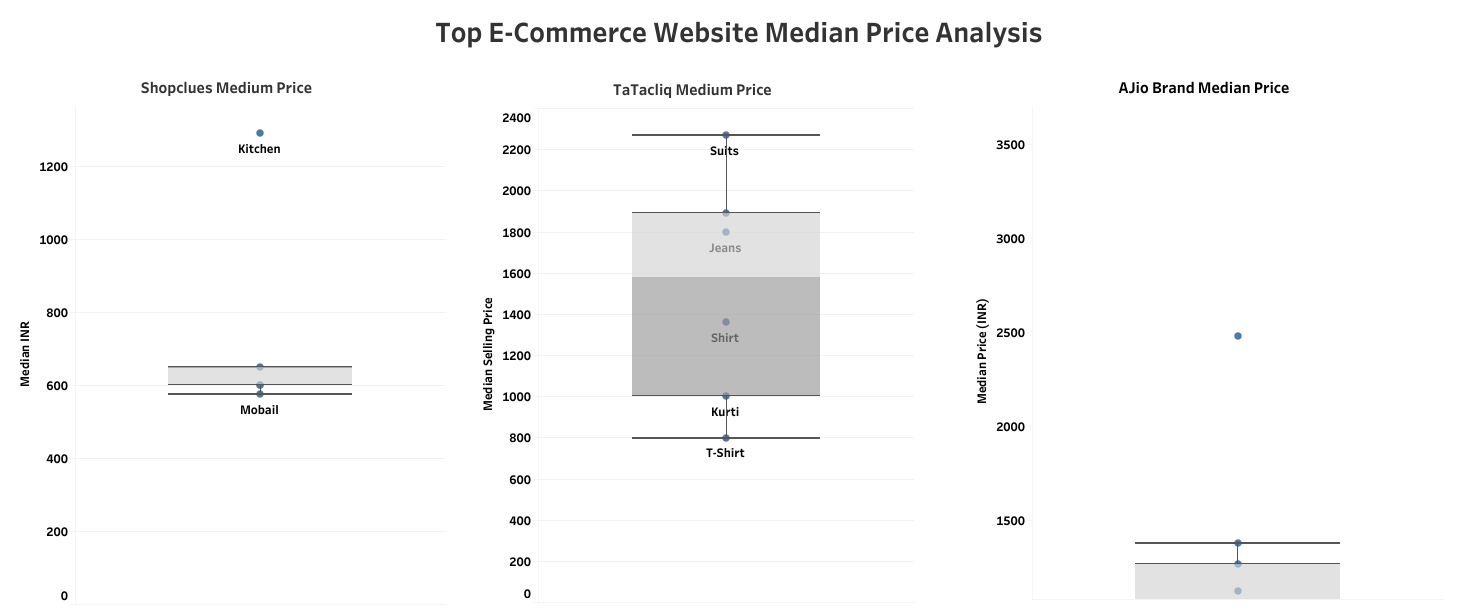 Top E-Commerce Website Median Price Analysis
Shopclues Medium Price
Median INR
1200
1000
800
600
400
200
0
Kitchen
Mobail
TaTacliq Medium Price
Median Selling Price
2400
2200
2000
1800
1600
1400
1200
1000
800
600
400
200
0
Suits
Jeans
Shirt
Kurti
T-Shirt
AJio Brand Median Price
Median Price (INR)
3500
3000
2500
2000
1500